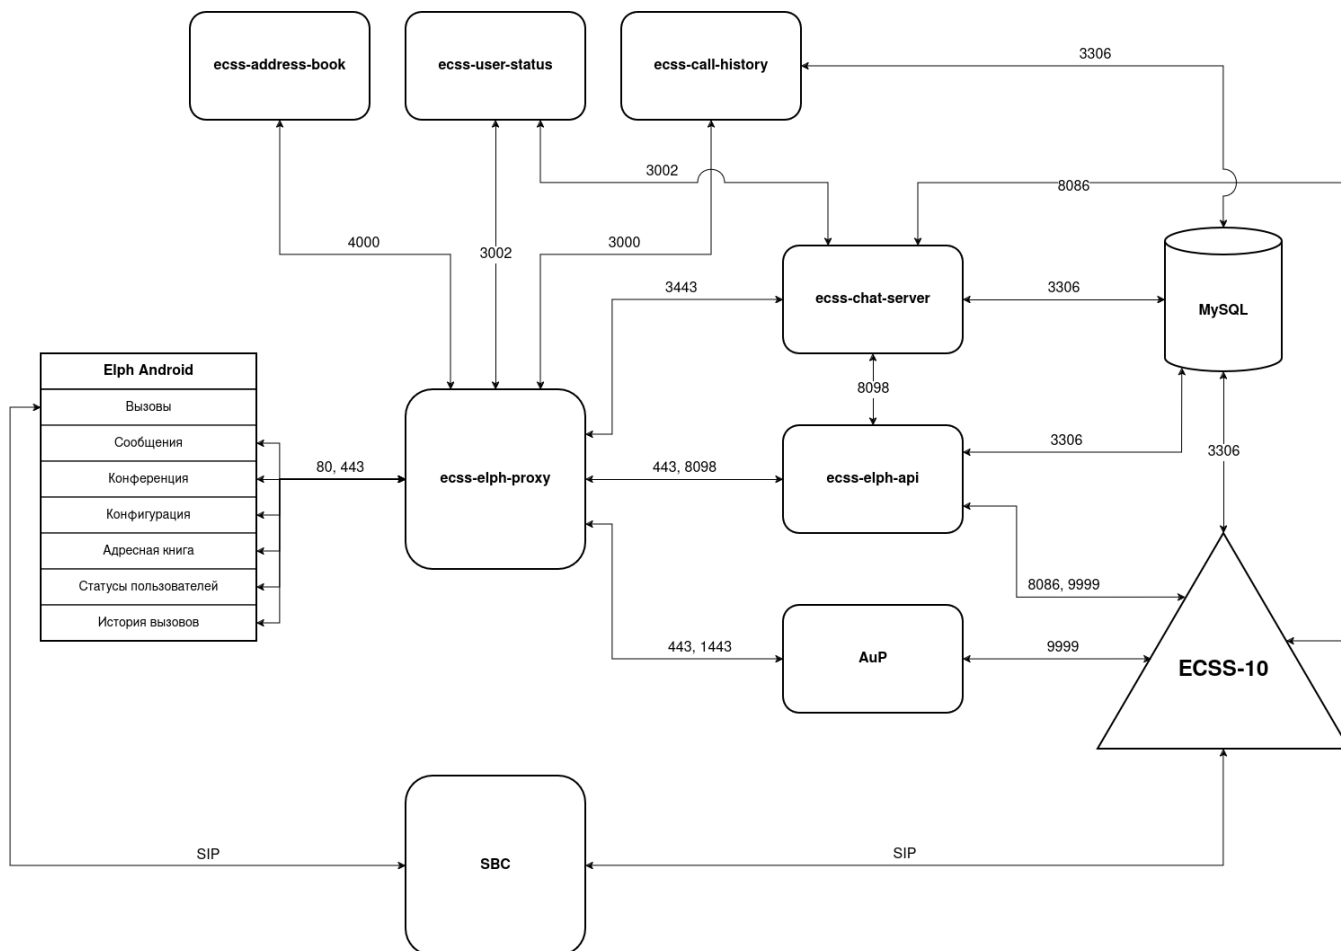 ecss-address-book
ecss-user-status
ecss-call-history
3306
3002
8086
4000
3002
3000
ecss-chat-server
3443
3306
MySQL
Elph Android
Вызовы
Сообщения
Конференция
Конфигурация
Адресная книга
Статусы пользователей
История вызовов
80, 443
ecss-elph-proxy
8098
443, 8098
ecss-elph-api
3306
3306
8086, 9999
443, 1443
AuP
9999
ECSS-10
SIP
SBC
SIP